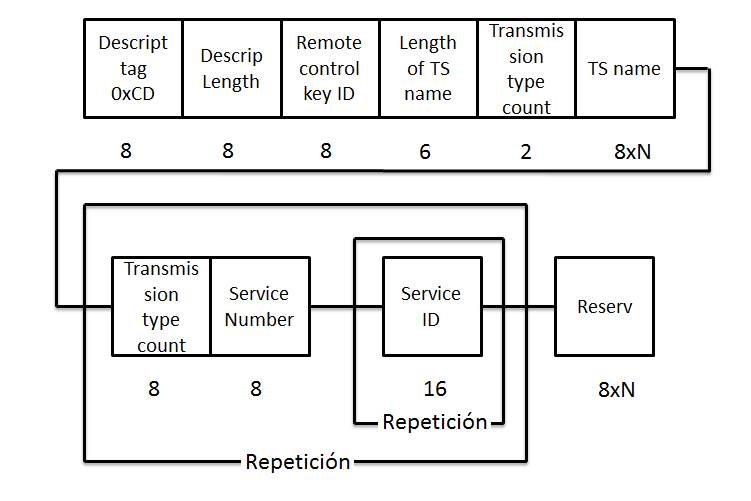 Descript
tag
0xCD
Descrip
Length
Remote
control
key ID
Length
of TS
name
Transmis
sion
type
count
TS name
8
8
8
6
2
8xN
Transmis
sion
type
count
Service
Number
Service
ID
Reserv
8
8
16
8xN
Repetición
Repetición